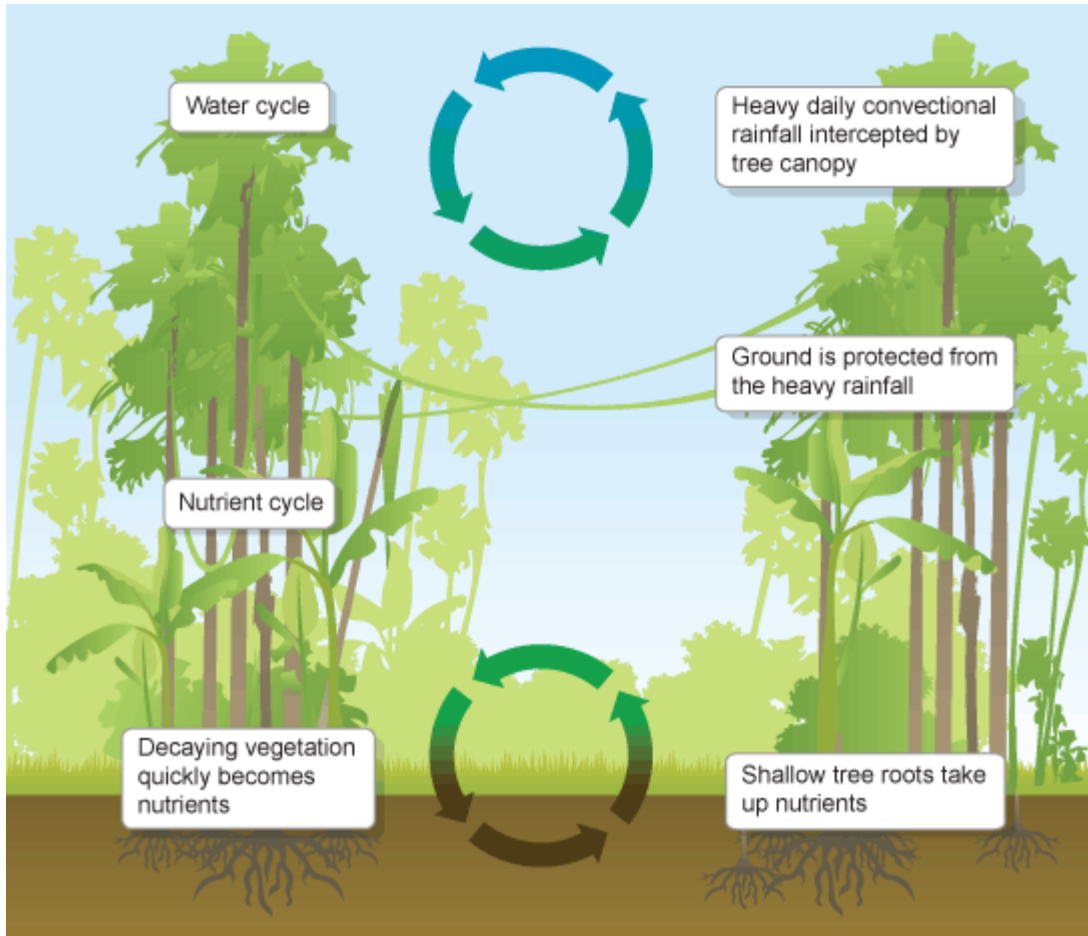 Water cycle
Heavy daily convectional
rainfall intercepted by
tree canopy
Ground is protected from
the heavy rainfall
Nutrient cycle
Decaying vegetation
quickly becomes
nutrients
Shallow tree roots take
up nutrients